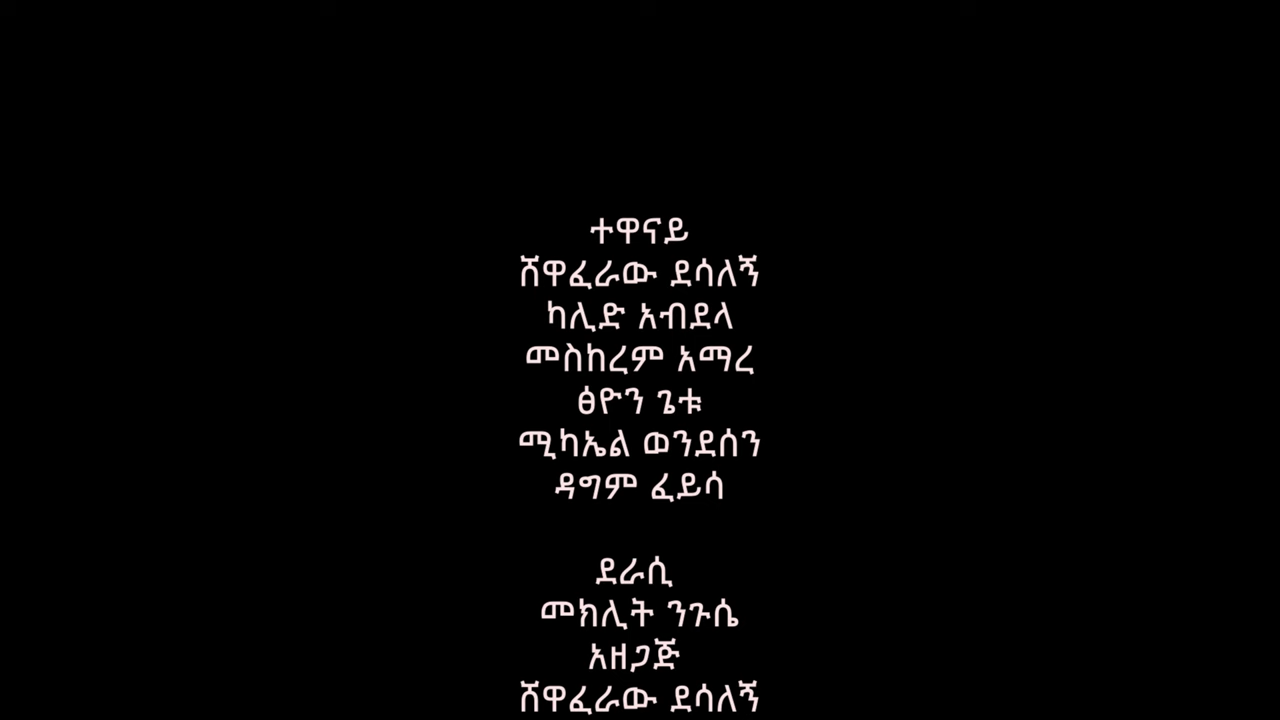 ተዋናይ
ሸዋፈራው ደሳለኝ
ካሊድ አብደላ
መስከረም አማረ
ፅዮን ጌቱ
ሚካኤል ወንደሰን
ዳግም ፈይሳ
ደራሲ
መክሊት ንጉሴ
አዘጋጅ
ሸዋፈራው ደሳለኝ